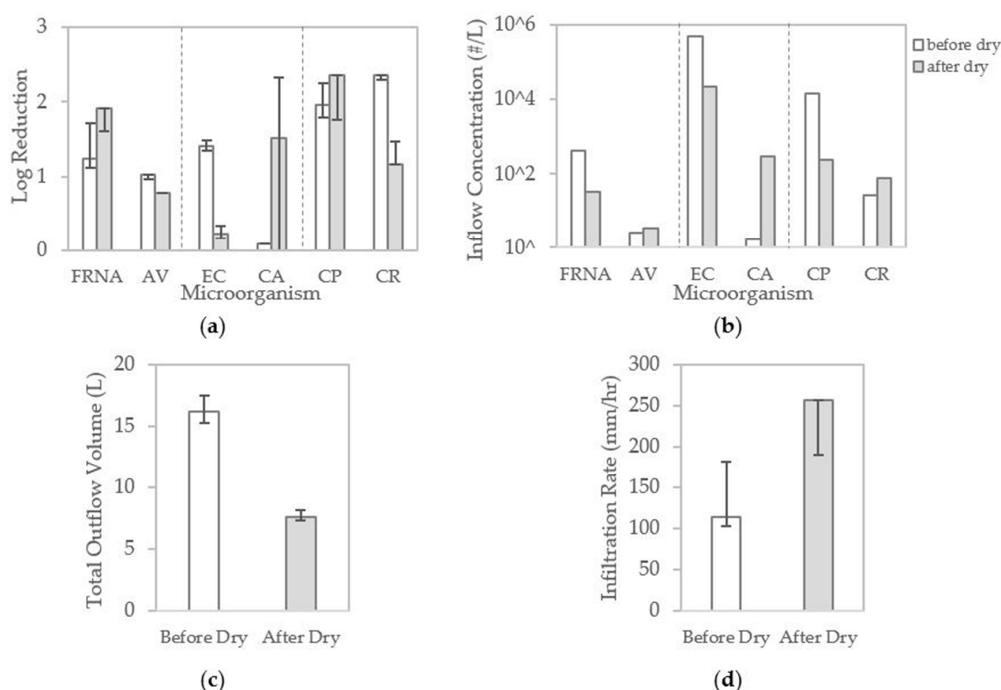 3
2
1
0
Log Reduction
FRNA AV EC CA CP CR
Microorganism
(a)
10^6
10^4
10^2
10^
Inflow Concentration (#/L)
FRNA AV EC CA CP CR
Microorganism
before dry
after dry
(b)
20
15
10
5
0
Total Outflow Volume (L)
Before Dry After Dry
(c)
300
250
200
150
100
50
0
Infiltration Rate (mm/hr)
Before Dry After Dry
(d)